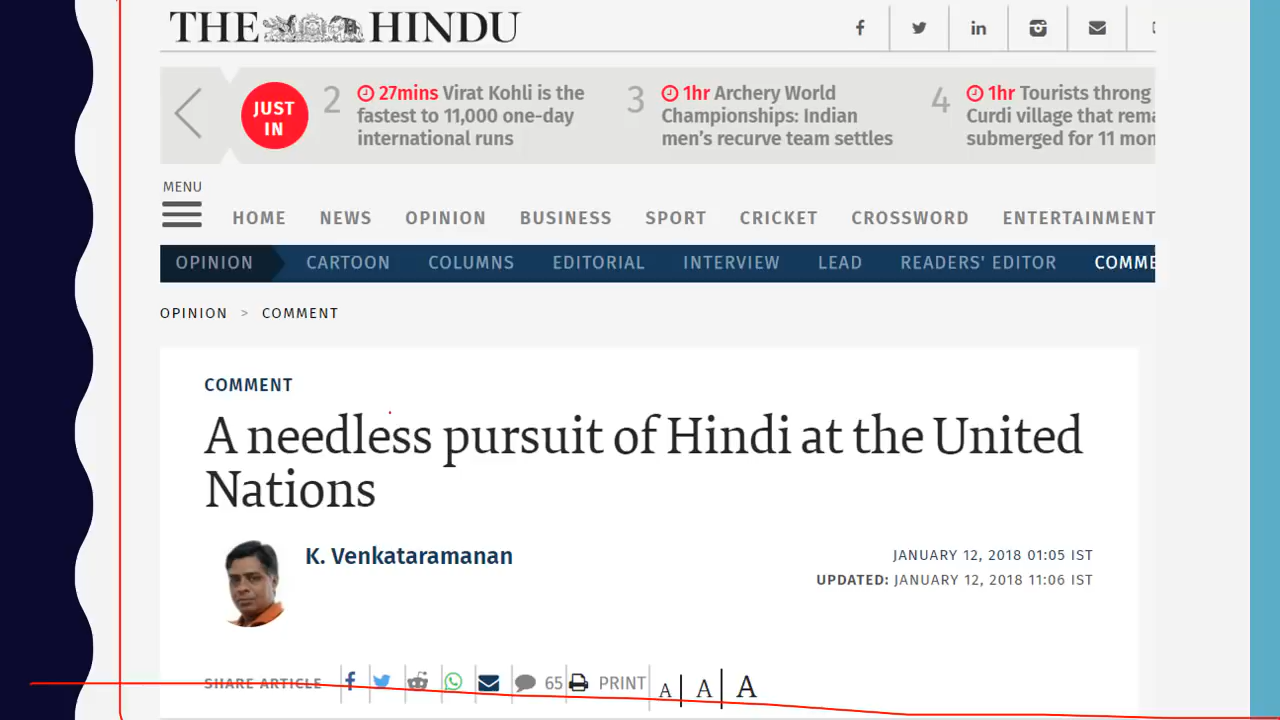 THE HINDU
JUST IN
2 27mins Virat Kohli is the fastest to 11,000 one-day international runs
3 1hr Archery World Championships: Indian men's recurve team settles
4 1hr Tourists throng Curdi village that submerged for 11
MENU
HOME NEWS OPINION BUSINESS SPORT CRICKET CROSSWORD ENTERTAINMENT
OPINION CARTOON COLUMNS EDITORIAL INTERVIEW LEAD READERS' EDITOR
OPINION > COMMENT
COMMENT
A needless pursuit of Hindi at the United
Nations
K. Venkataramanan
JANUARY 12, 2018 01:05 IST
UPDATED: JANUARY 12, 2018 11:06 IST
SHARE ARTICLE 65 PRINT A A A